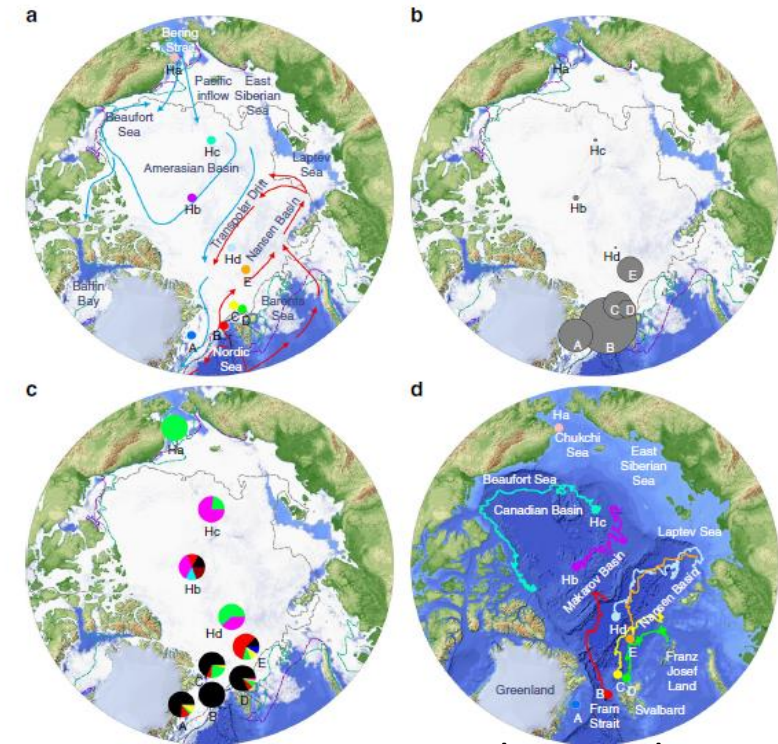 a
Bering
Strait
Ha
Pacific
inflow
East
Siberian
Sea
Beaufort
Sea
Hc
Amerasian Basin
Laptev
Sea
Hb
Transpolar Drift
Nansen Basin
Hd
E
Baffin
Bay
Barents
Sea
C
D
A
B
Nordic
Sea
b
Ha
Hc
Hb
Hd
E
C
D
A
B
c
Ha
Hc
Hb
Hd
E
C
D
A
B
d
Ha
Chukchi
Sea
East
Siberian
Sea
Beaufort Sea
Canadian Basin
Hc
Laptev Sea
Hb
Makarov Basin
Nansen Basin
Hd
E
Franz
Josef
Land
Greenland
C
D
B
A
Fram
Strait
Svalbard